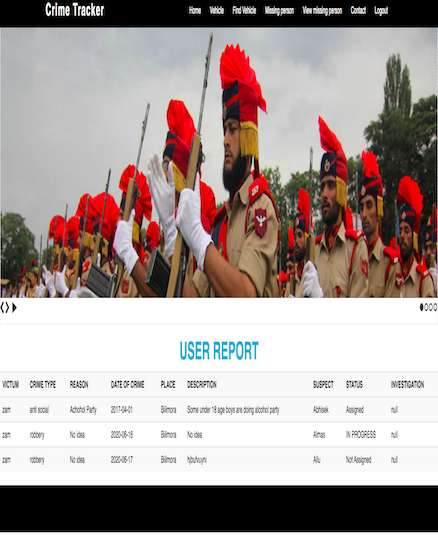 Crime Tracker
Home Vehicle Find Vehicle Missing person View missing person Contact Logout
USER REPORT
VICTUM CRIME TYPE REASON DATE OF CRIME PLACE DESCRIPTION SUSPECT STATUS INVESTIGATION
zam anti social Achohol Party 2017-04-01 Bilimora Some under 18 age boys are doing alcohol party Abhisek Assigned null
zam robbery No idea 2020-06-16 Bilimora No idea Almas IN PROGRESS null
zam robbery No idea 2020-06-17 Bilimora Allu Not Assigned null